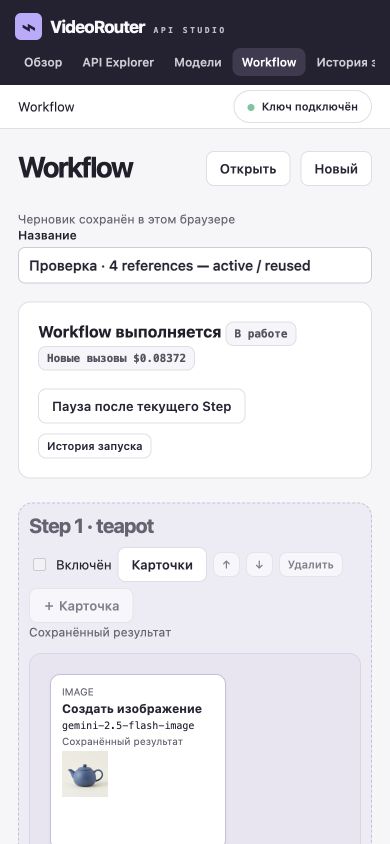 VideoRouter API STUDIO
Обзор API Explorer Модели Workflow История з
Workflow Ключ подключён
Workflow Открыть Новый
Черновик сохранён в этом браузере
Название
Проверка · 4 references — active / reused
Workflow выполняется В работе
Новые вызовы $0.08372
Пауза после текущего Step
История запуска
Step 1 · teapot
Включён Карточки ↑ ↓ Удалить
+ Карточка
Сохранённый результат
IMAGE
Создать изображение
gemini-2.5-flash-image
Сохранённый результат